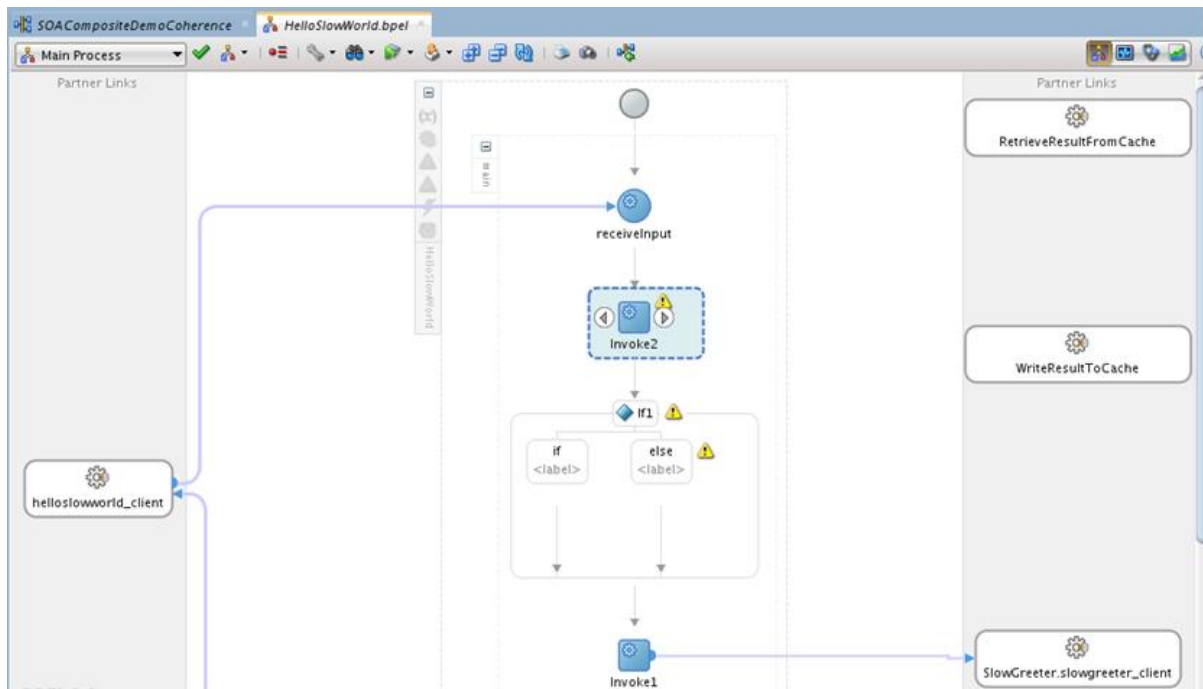 SOACompositeDemoCoherence
HelloSlowWorld.bpel
Main Process
Partner Links
Partner Links
(x)
main
RetrieveResultFromCache
receiveInput
HelloSlowWorld
Invoke2
WriteResultToCache
If1
if
else
<label>
<label>
helloslowworld_client
SlowGreeter.slowgreeter_client
Invoke1